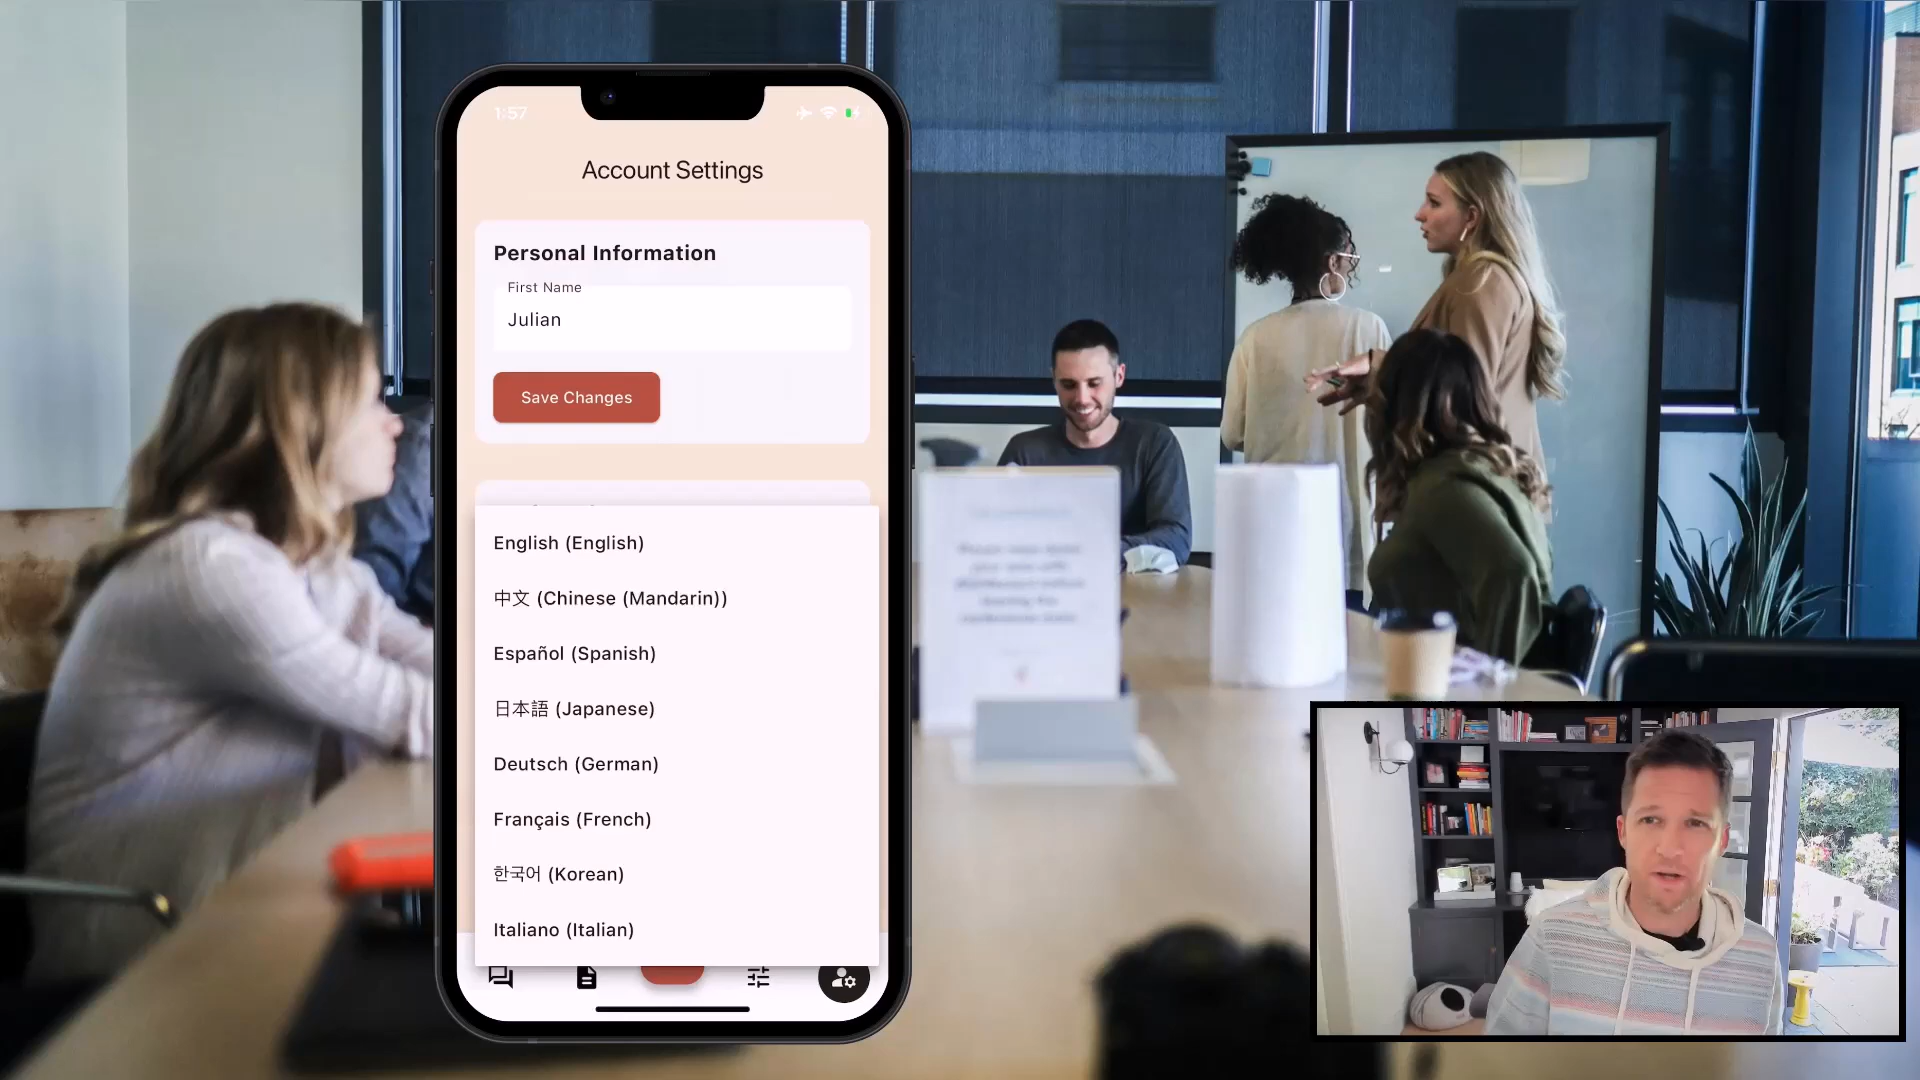 1:57
Account Settings
Personal Information
First Name
Julian
Save Changes
English (English)
中文 (Chinese (Mandarin))
Español (Spanish)
日本語 (Japanese)
Deutsch (German)
Français (French)
한국어 (Korean)
Italiano (Italian)